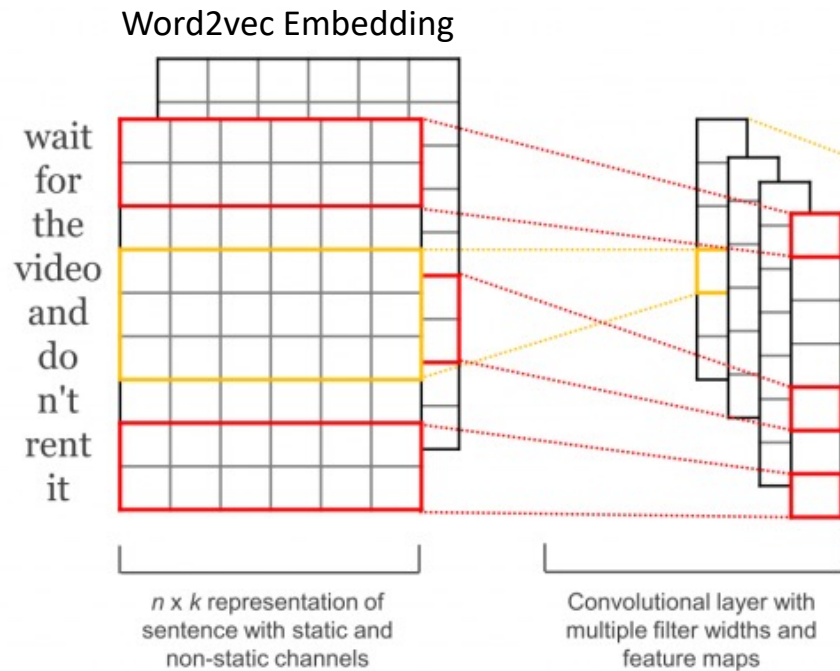 Word2vec Embedding
wait
for
the
video
and
do
n't
rent
it
n x k representation of
sentence with static and
non-static channels
Convolutional layer with
multiple filter widths and
feature maps